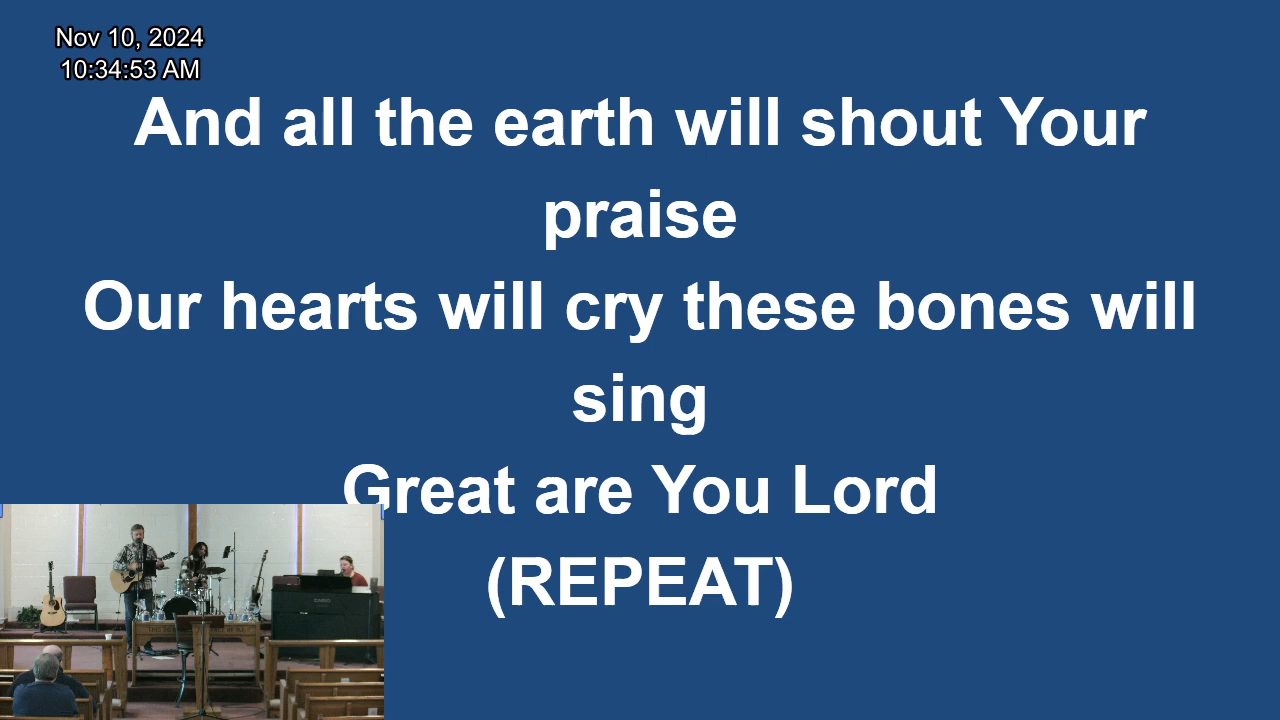 Nov 10, 2024
10:34:53 AM
And all the earth will shout Your
praise
Our hearts will cry these bones will
sing
Great are You Lord
(REPEAT)
CASIO